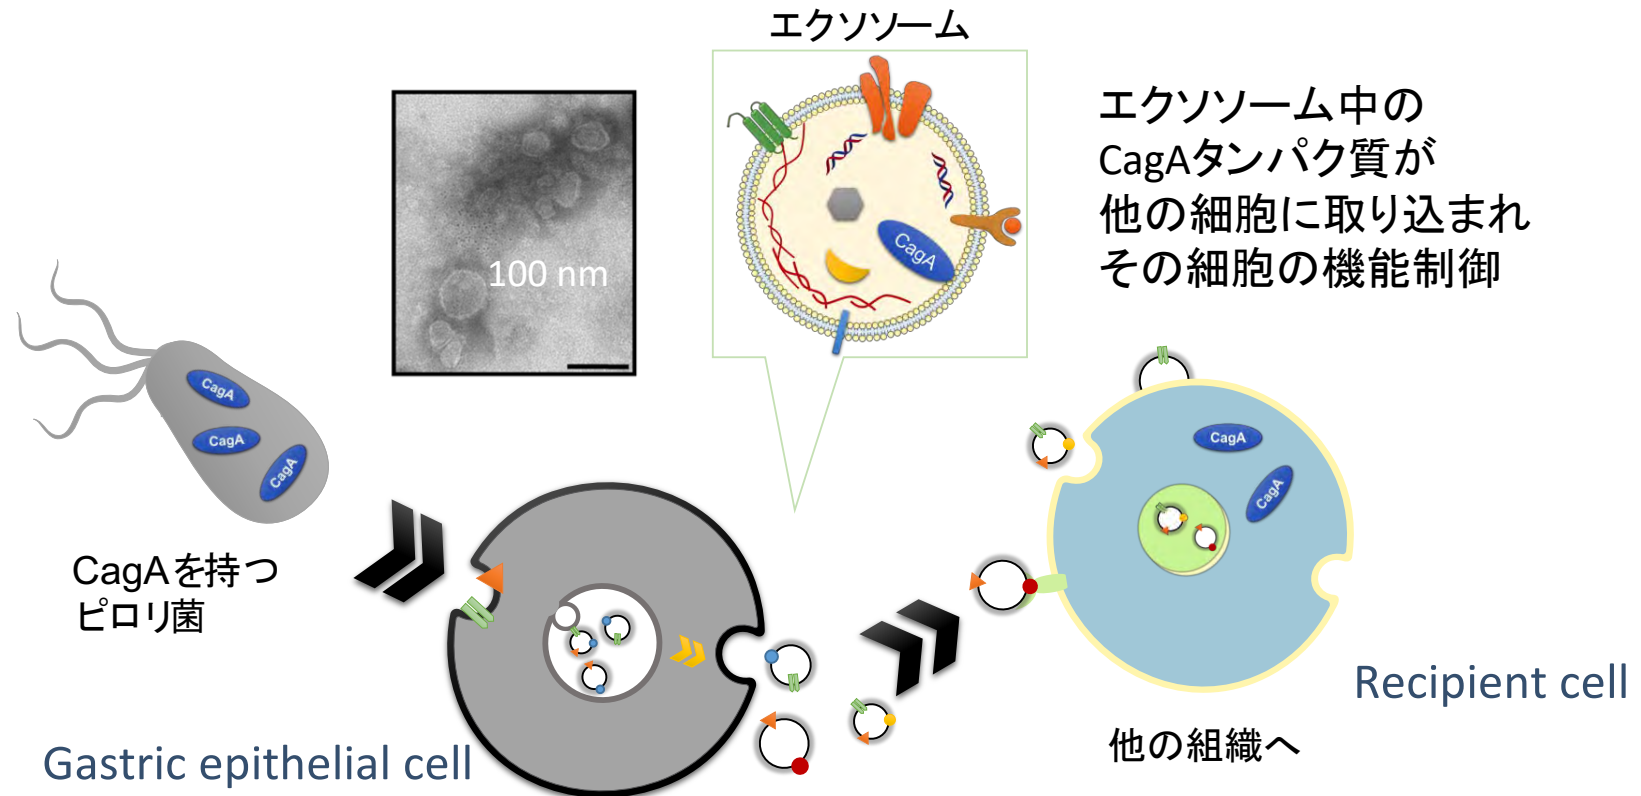 エクソソーム
エクソソーム中の
CagAタンパク質が
他の細胞に取り込まれ
その細胞の機能制御
100 nm
CagA
CagA
CagA
CagA
CagAを持つ
ピロリ菌
CagA
CagA
Gastric epithelial cell
Recipient cell
他の組織へ